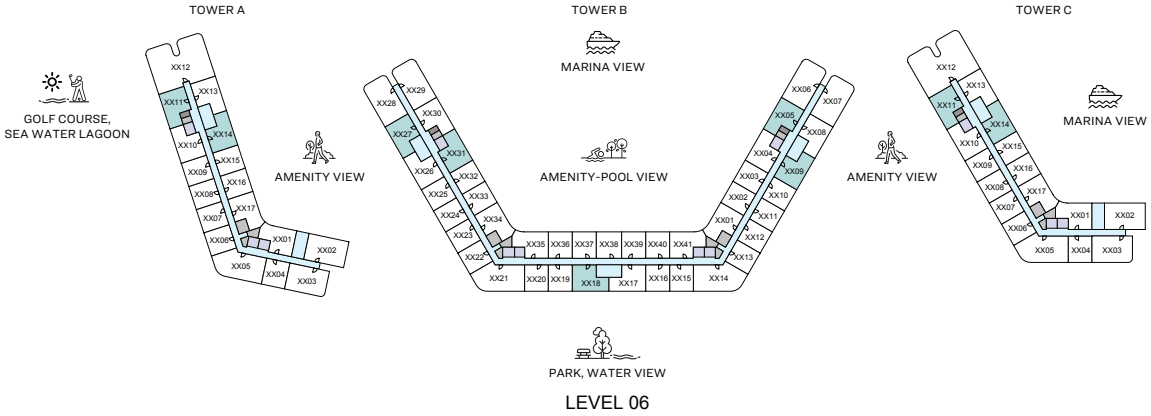 TOWER A
TOWER B
TOWER C
MARINA VIEW
GOLF COURSE,
SEA WATER LAGOON
AMENITY VIEW
AMENITY-POOL VIEW
AMENITY VIEW
MARINA VIEW
XX12
XX13
XX11
XX14
XX10
XX15
XX09
XX16
XX08
XX17
XX07
XX06
XX01
XX02
XX05
XX04
XX03
XX29
XX28
XX30
XX27
XX31
XX26
XX32
XX25
XX33
XX24
XX34
XX23
XX22
XX35
XX36
XX37
XX38
XX39
XX40
XX41
XX21
XX20
XX19
XX18
XX17
XX16
XX15
XX14
XX06
XX07
XX05
XX08
XX04
XX09
XX03
XX10
XX02
XX11
XX01
XX12
XX13
XX12
XX13
XX11
XX14
XX10
XX15
XX09
XX16
XX08
XX17
XX07
XX06
XX01
XX02
XX05
XX04
XX03
PARK, WATER VIEW
LEVEL 06